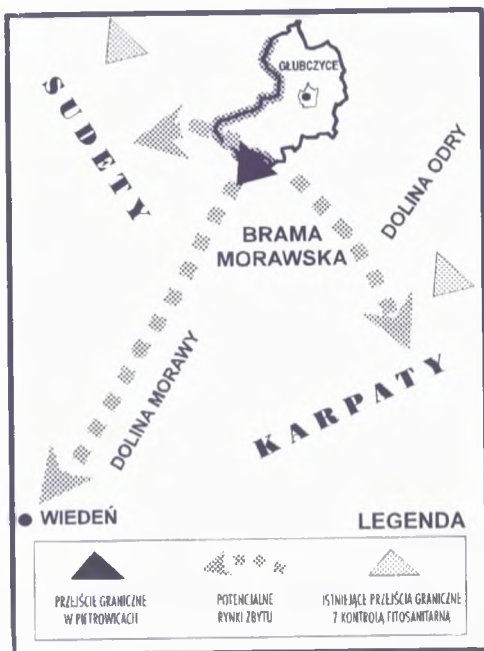 GŁUBCZYCE
SUDETY
DOLINA ODRY
BRAMA
MORAWSKA
DOLINA MORAWY
KARPATY
WIEDEŃ
LEGENDA
PRZEJŚCIE GRANICZNE
W PIETROWICACH
POTENCJALNE
RYNKI ZBYTU
ISTNIEJĄCE PRZEJŚCIA GRANICZNE
Z KONTROLĄ FITOSANITARNĄ